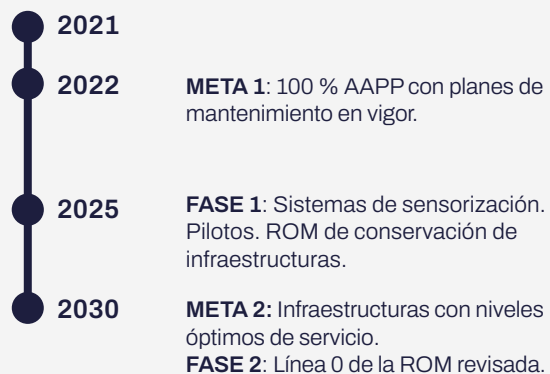 2021
2022
META 1: 100 % AAPP con planes de
mantenimiento en vigor.
2025
FASE 1: Sistemas de sensorización.
Pilotos. ROM de conservación de
infraestructuras.
2030
META 2: Infraestructuras con niveles
óptimos de servicio.
FASE 2: Línea 0 de la ROM revisada.